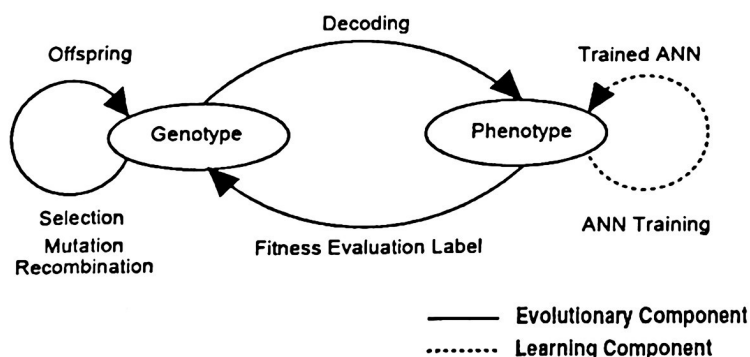 Decoding
Offspring
Trained ANN
Genotype
Phenotype
Selection
Mutation
Recombination
Fitness Evaluation Label
ANN Training
Evolutionary Component
Learning Component